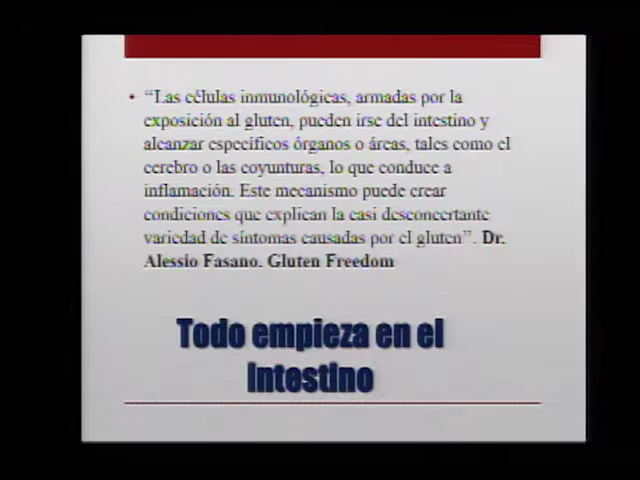 • “Las células inmunológicas, armadas por la
exposición al gluten, pueden irse del intestino y
alcanzar específicos órganos o áreas, tales como el
cerebro o las coyunturas, lo que conduce a
inflamación. Este mecanismo puede crear
condiciones que explican la casi desconcertante
variedad de síntomas causadas por el gluten”. Dr.
Alessio Fasano. Gluten Freedom
Todo empieza en el
intestino